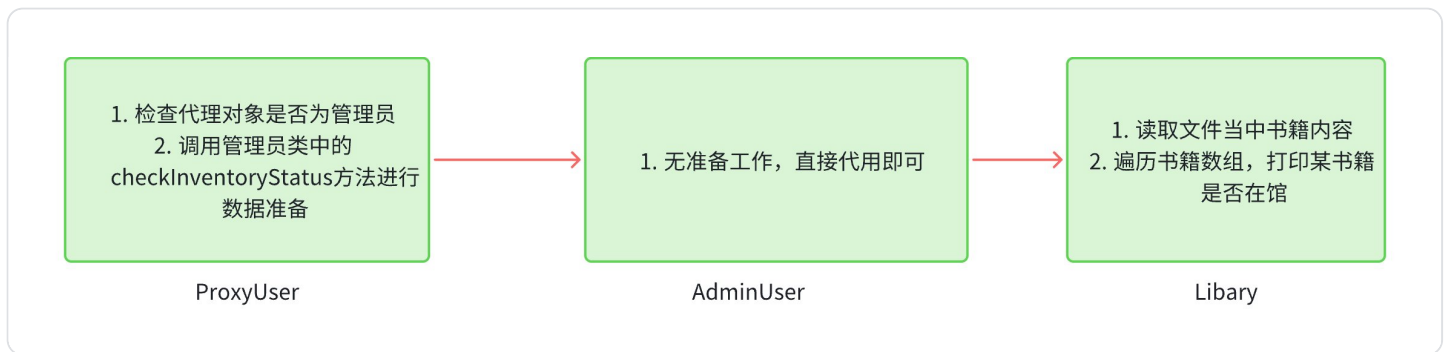 1. 检查代理对象是否为管理员
2. 调用管理员类中的
checkInventoryStatus方法进行
数据准备
ProxyUser
1. 无准备工作，直接代用即可
AdminUser
1. 读取文件当中书籍内容
2. 遍历书籍数组，打印某书籍
是否在馆
Libary